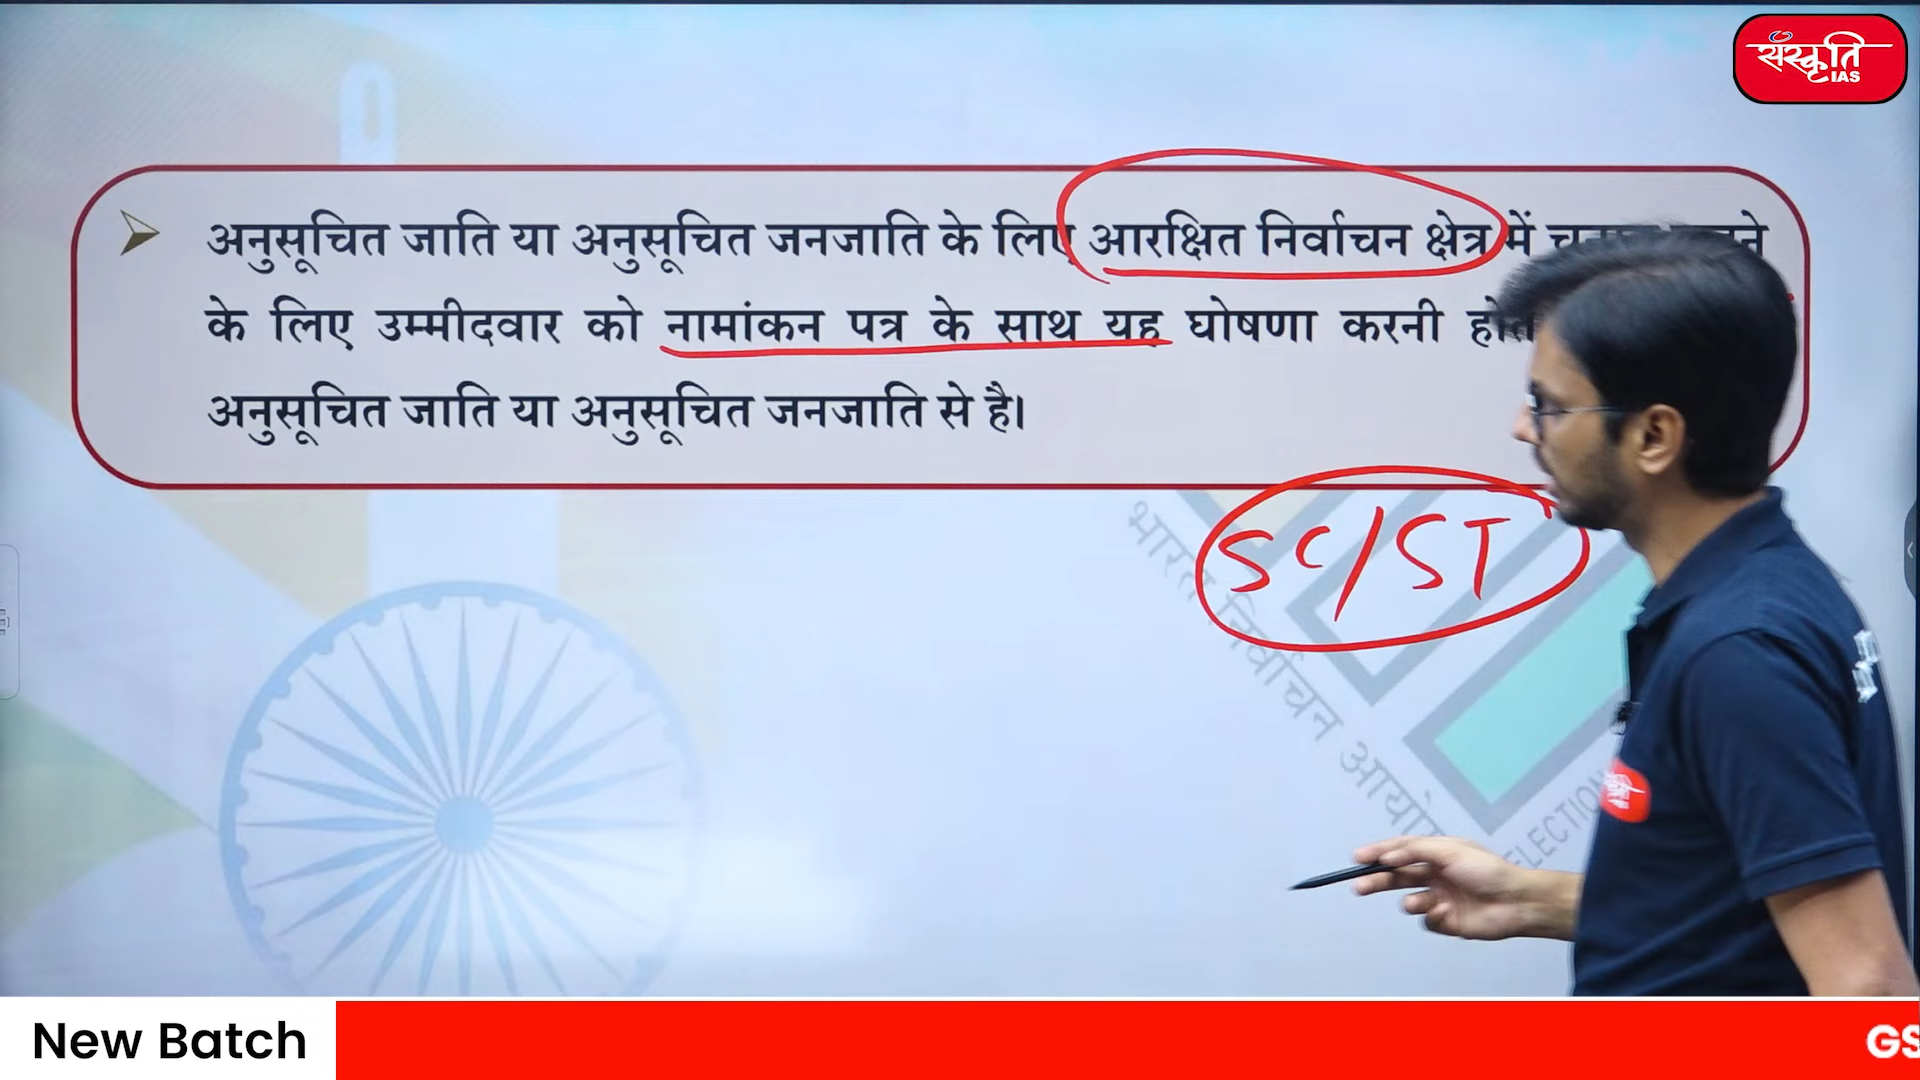 संस्कृति
IAS
अनुसूचित जाति या अनुसूचित जनजाति के लिए आरक्षित निर्वाचन क्षेत्र में
के लिए उम्मीदवार को नामांकन पत्र के साथ यह घोषणा करनी
अनुसूचित जाति या अनुसूचित जनजाति से है।
SC/ST
भारत निर्वाचन आयोग
ELECTION
New Batch
GS